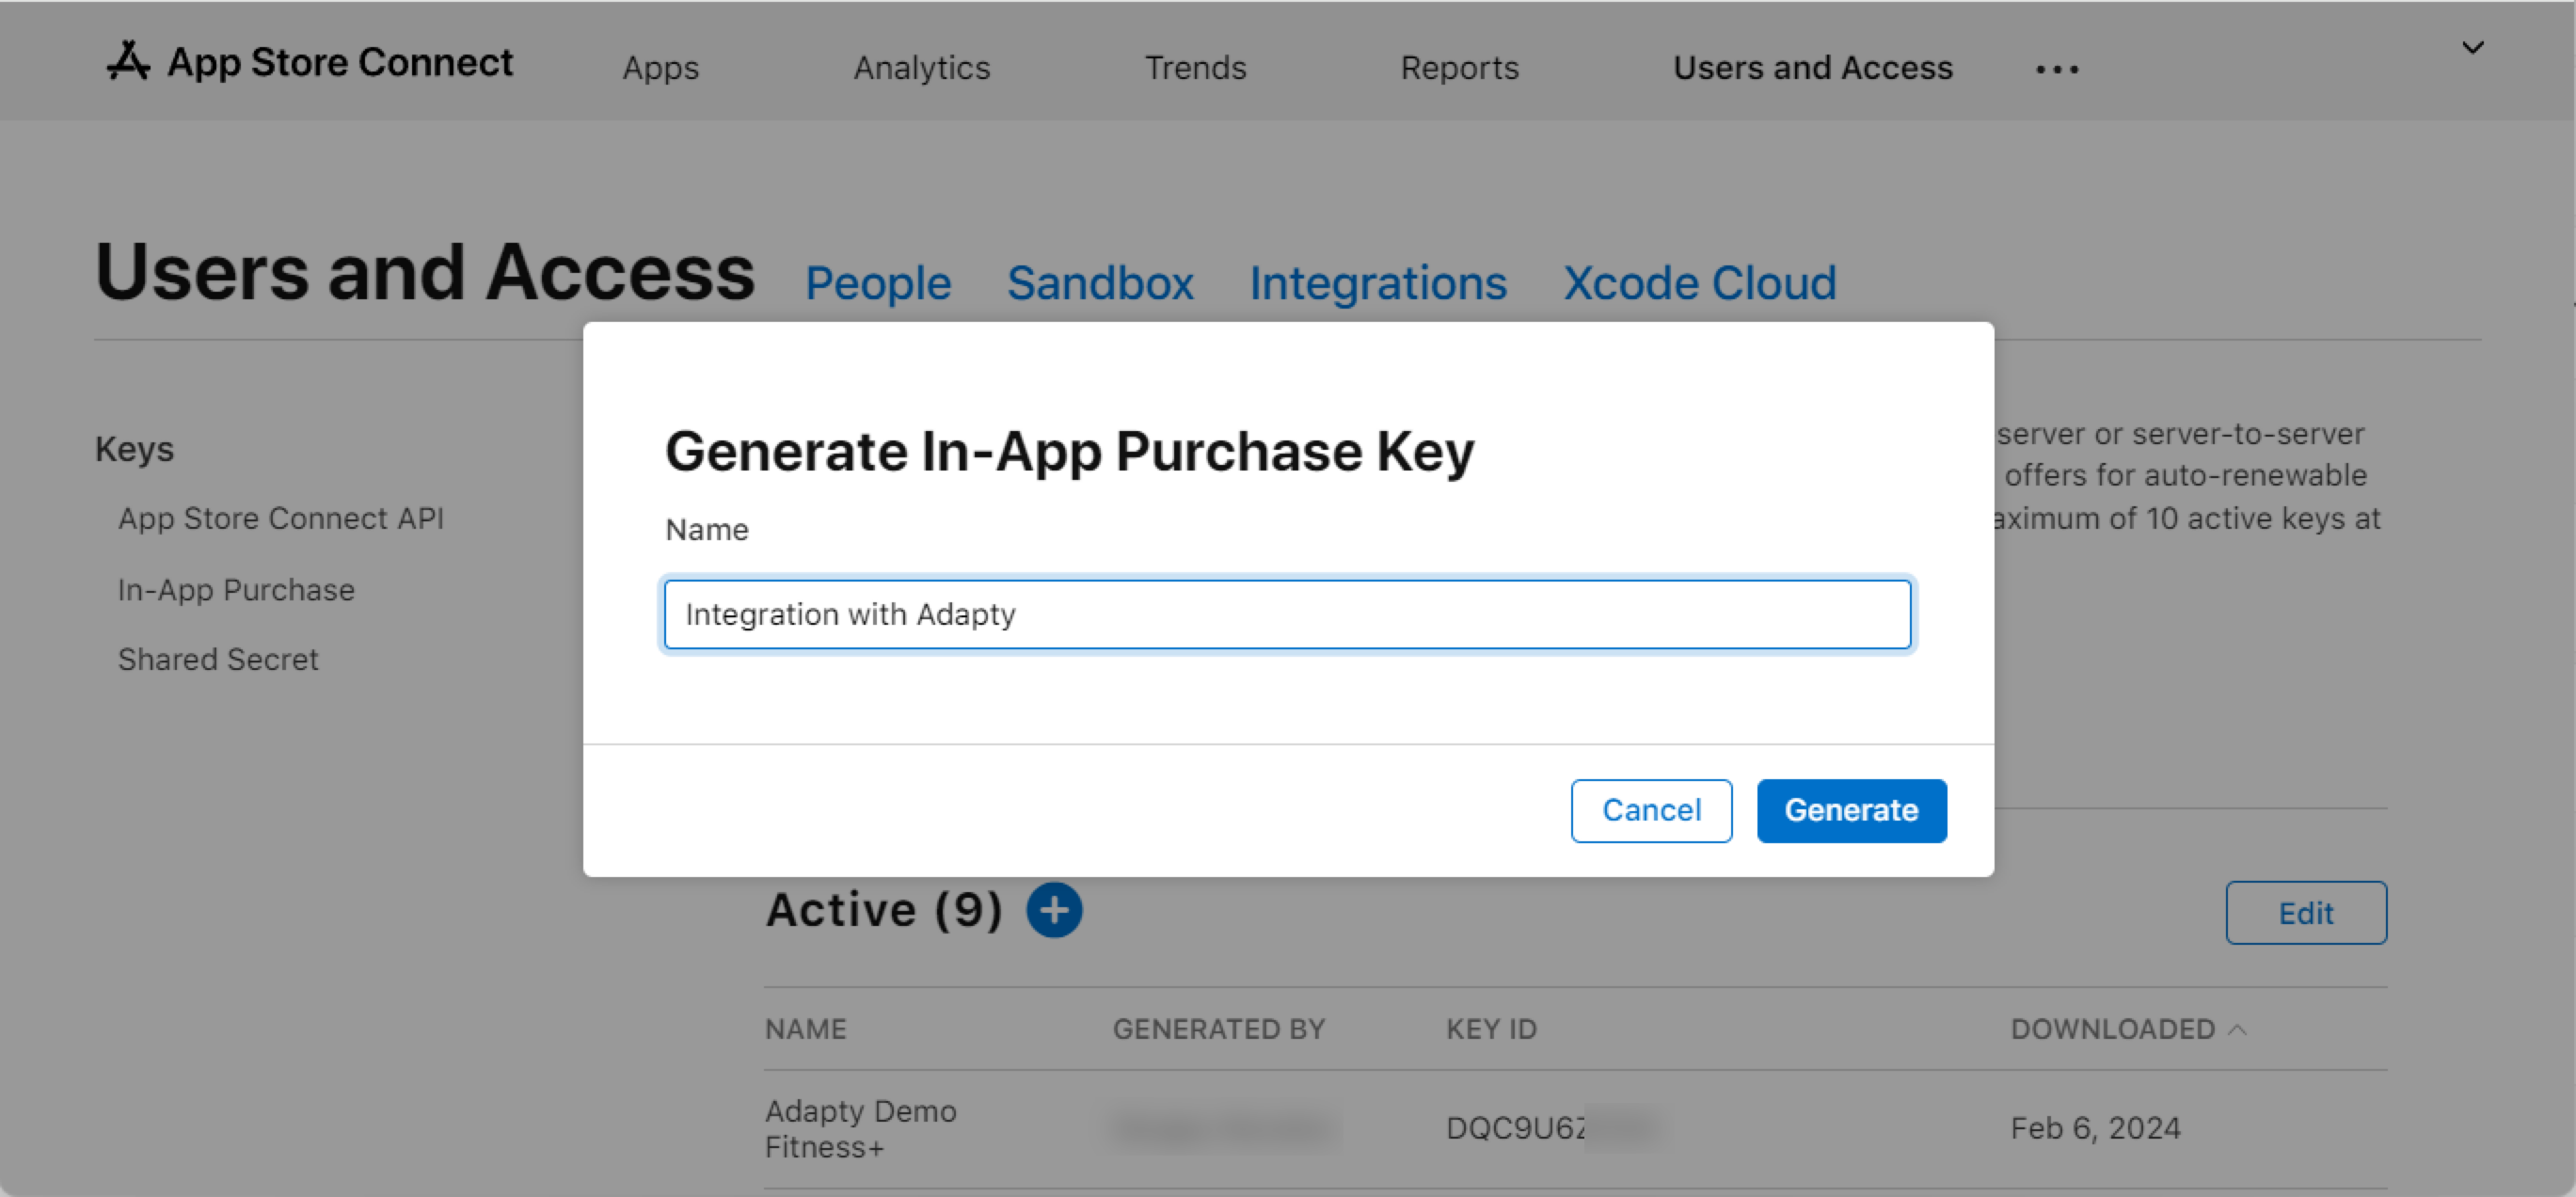 App Store Connect Apps Analytics Trends Reports Users and Access ...
Users and Access People Sandbox Integrations Xcode Cloud
Keys
App Store Connect API
In-App Purchase
Shared Secret
server or server-to-server
offers for auto-renewable
of 10 active keys at
Generate In-App Purchase Key
Name
Integration with Adapty
Cancel Generate
Active (9) + Edit
NAME GENERATED BY KEY ID DOWNLOADED
Adapty Demo
Fitness+
DQC9U6
Feb 6, 2024